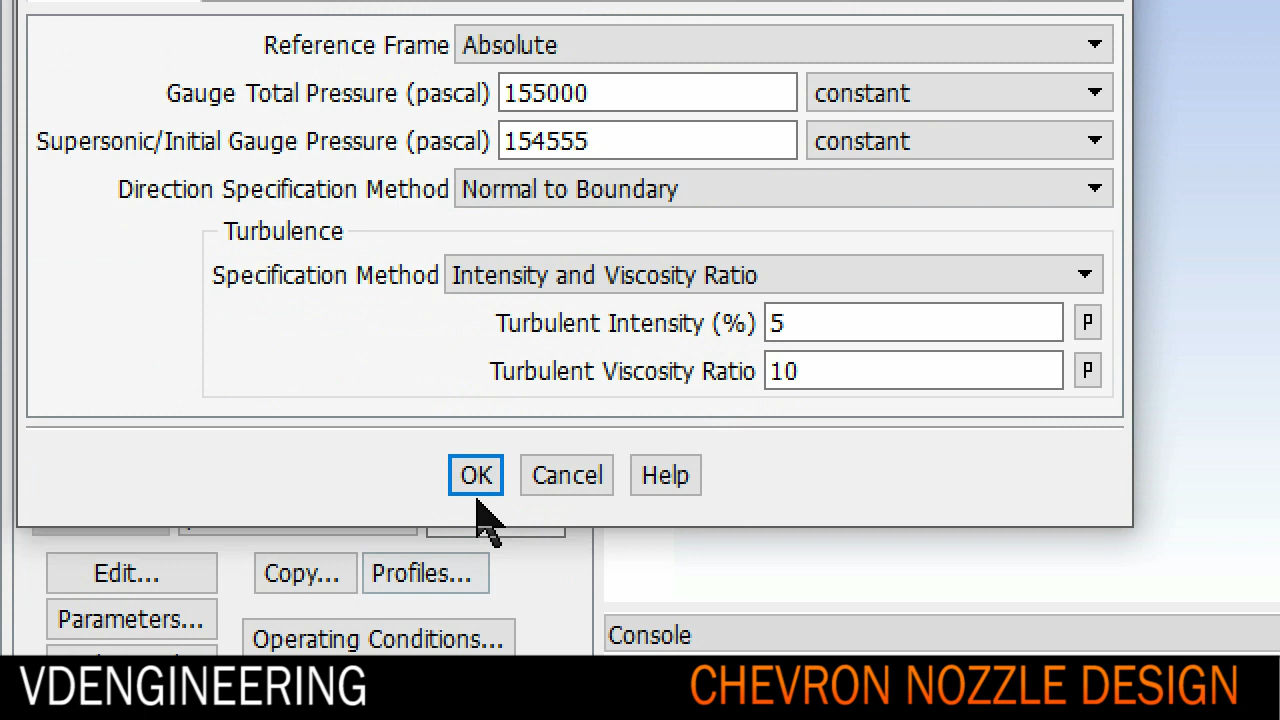 Reference Frame Absolute
Gauge Total Pressure (pascal) 155000 constant
Supersonic/Initial Gauge Pressure (pascal) 154555 constant
Direction Specification Method Normal to Boundary
Turbulence
Specification Method Intensity and Viscosity Ratio
Turbulent Intensity (%) 5 P
Turbulent Viscosity Ratio 10 P
OK Cancel Help
Edit... Copy... Profiles...
Parameters...
Operating Conditions...
Console
VDENGINEERING CHEVRON NOZZLE DESIGN